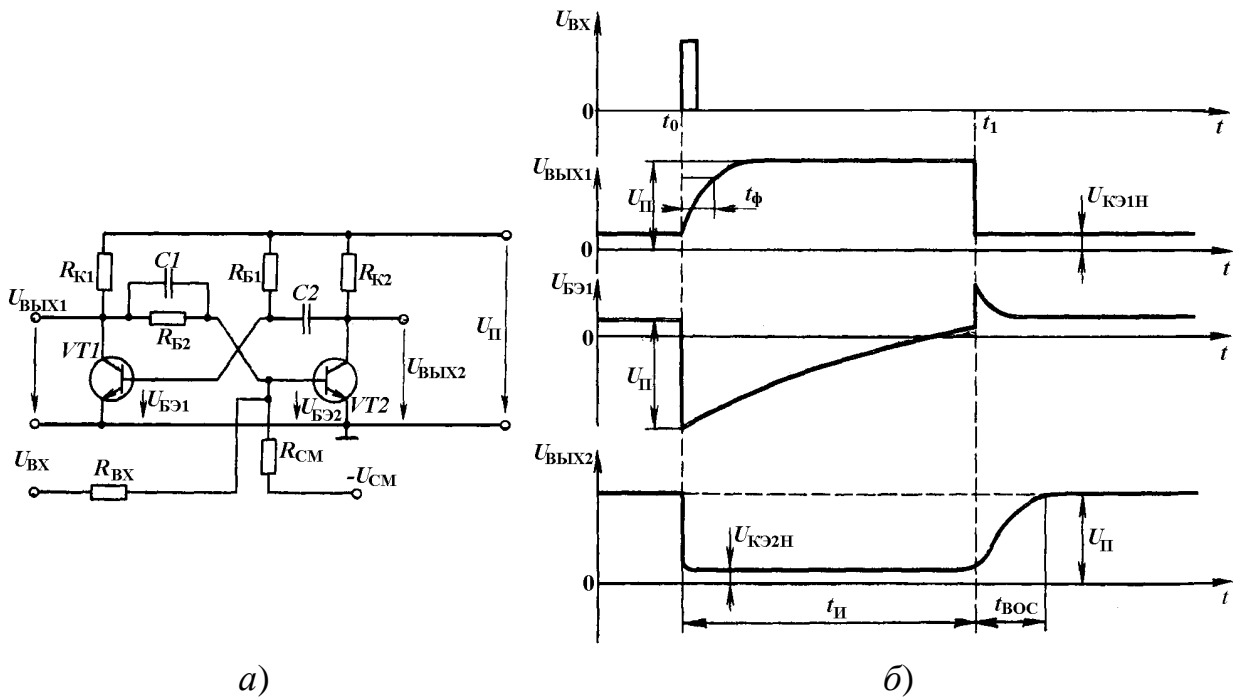 U_ВХ
0
t_0
t_1
t
U_ВЫХ1
U_П
t_ф
U_КЭ1Н
0
t
U_БЭ1
0
U_П
t
U_ВЫХ2
U_КЭ2Н
U_П
0
t
t_И
t_ВОС
R_К1
C1
R_Б1
C2
R_К2
U_ВЫХ1
R_Б2
U_П
VT1
U_ВЫХ2
U_БЭ1
U_БЭ2
VT2
U_ВХ
R_ВХ
R_СМ
-U_СМ
а)
б)